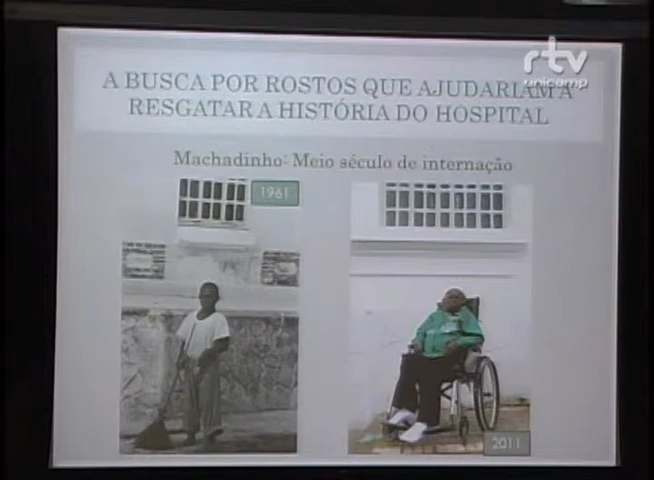 rtv
unicamp
A BUSCA POR ROSTOS QUE AJUDARIAM A
RESGATAR A HISTÓRIA DO HOSPITAL
Machadinho: Meio século de internação
1961
2011